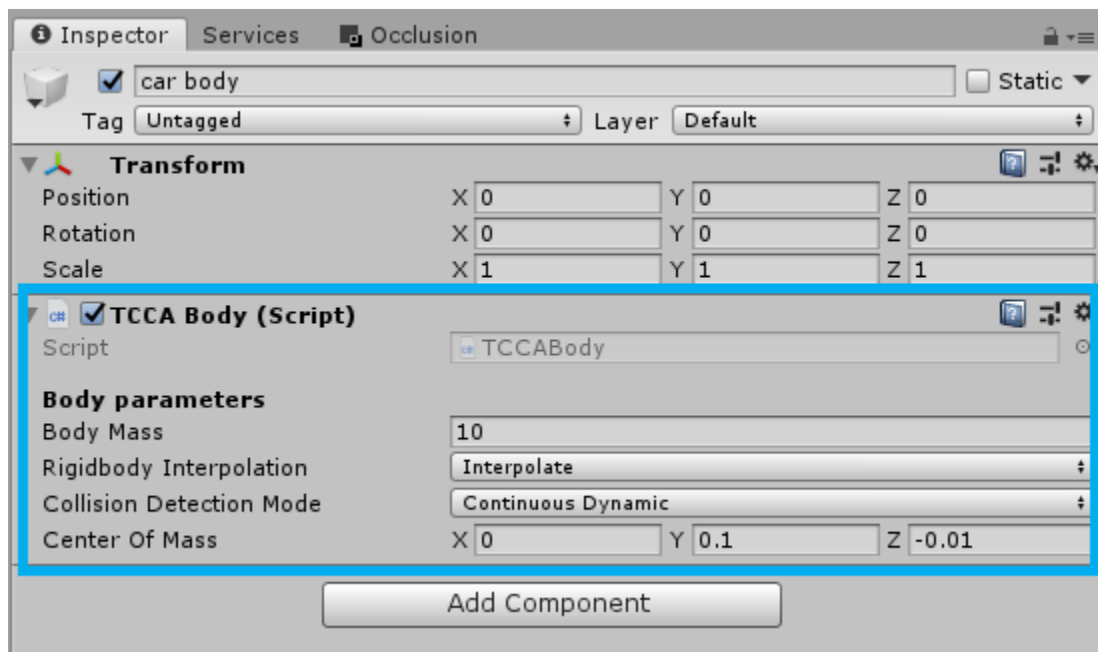 Inspector Services Occlusion
car body Static
Tag Untagged Layer Default
Transform
Position X 0 Y 0 Z 0
Rotation X 0 Y 0 Z 0
Scale X 1 Y 1 Z 1
c# TCCA Body (Script)
Script TCCABody
Body parameters
Body Mass 10
Rigidbody Interpolation Interpolate
Collision Detection Mode Continuous Dynamic
Center Of Mass X 0 Y 0.1 Z -0.01
Add Component